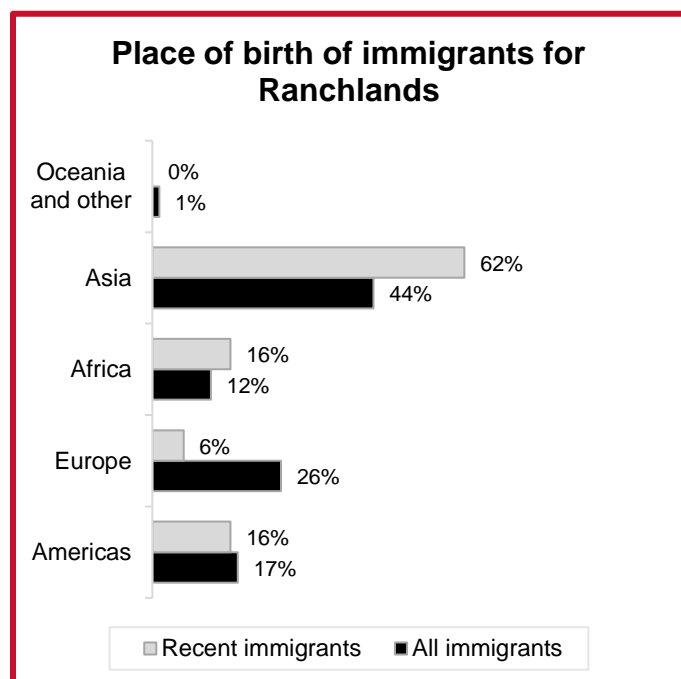 Place of birth of immigrants for
Ranchlands
Oceania
and other
0%
1%
Asia
62%
44%
Africa
16%
12%
Europe
6%
26%
Americas
16%
17%
Recent immigrants
All immigrants